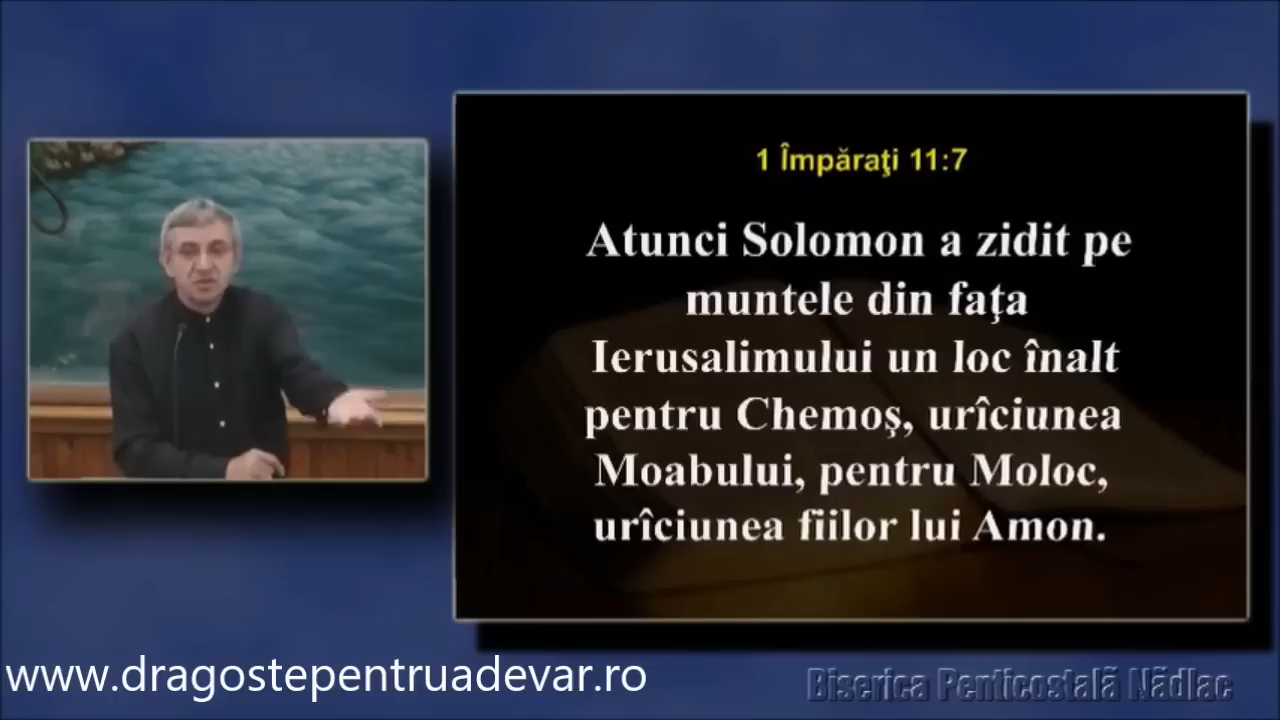 1 Împăraţi 11:7
Atunci Solomon a zidit pe
muntele din faţa
Ierusalimului un loc înalt
pentru Chemoş, urîciunea
Moabului, pentru Moloc,
urîciunea fiilor lui Amon.
www.dragostepentruadevar.ro
Biserica Penticostală Nădlac